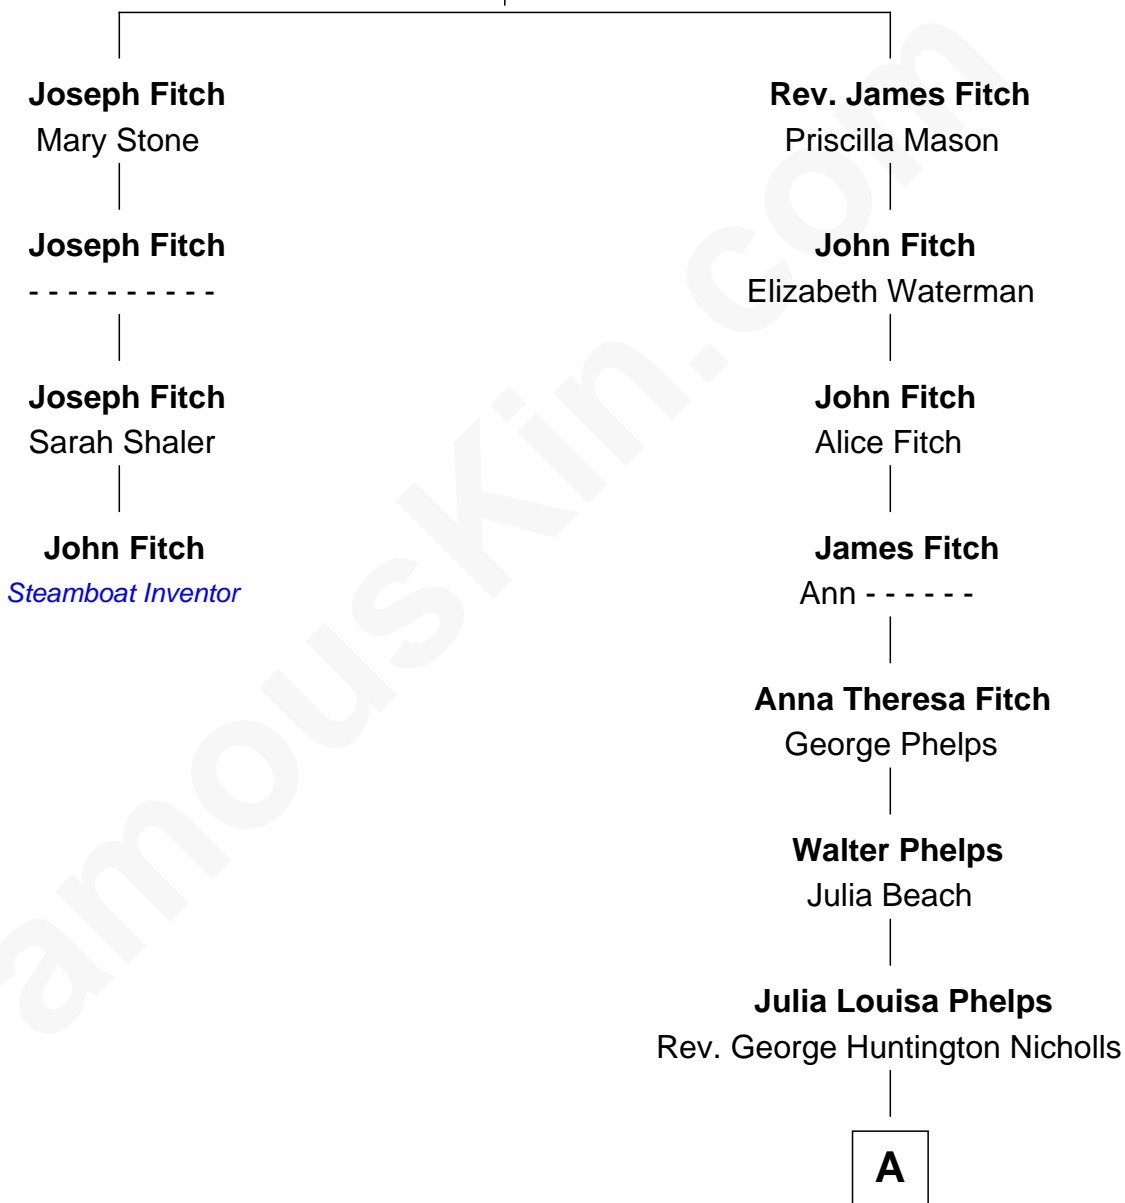 Joseph Fitch
Mary Stone
Joseph Fitch
- - - - - - - - - -
Joseph Fitch
Sarah Shaler
John Fitch
Steamboat Inventor
Rev. James Fitch
Priscilla Mason
John Fitch
Elizabeth Waterman
John Fitch
Alice Fitch
James Fitch
Ann - - - - - -
Anna Theresa Fitch
George Phelps
Walter Phelps
Julia Beach
Julia Louisa Phelps
Rev. George Huntington Nicholls
A
amouskin.com